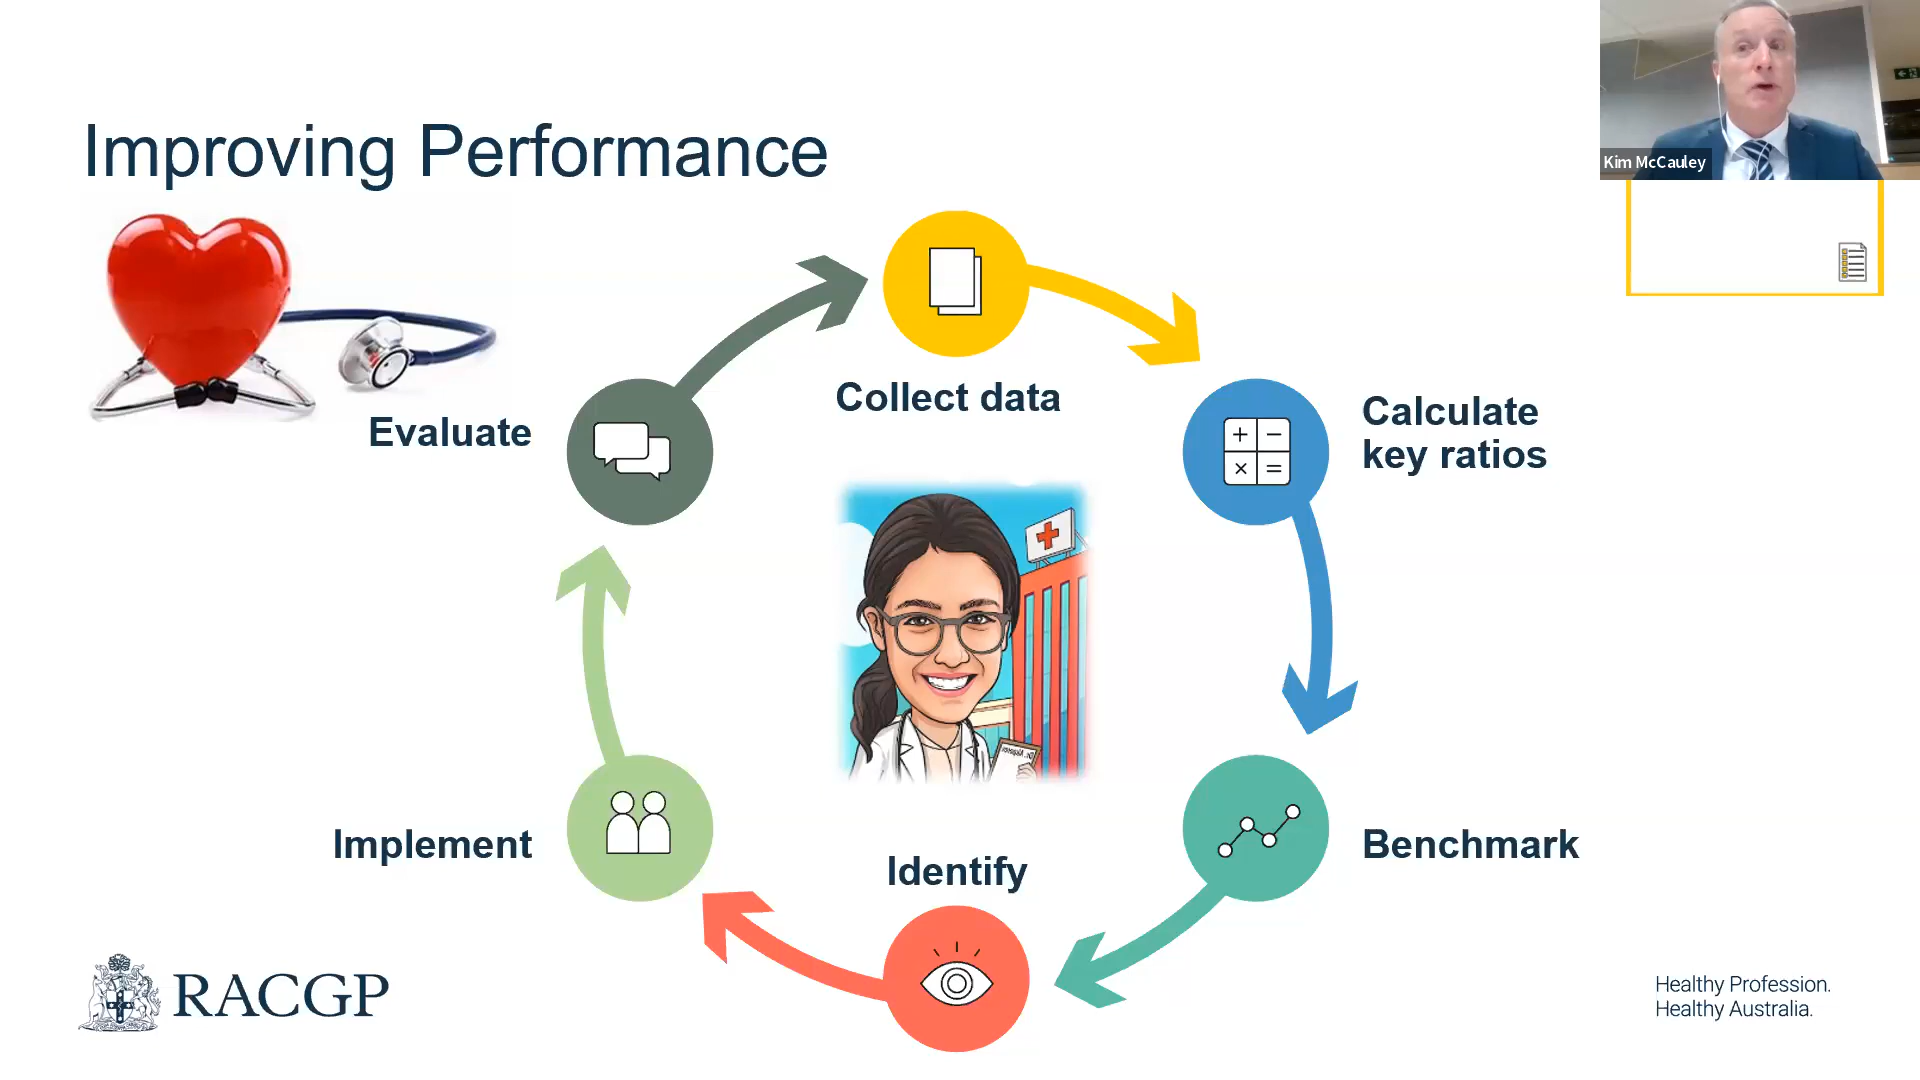 Improving Performance
Kim McCauley
Collect data
Calculate
key ratios
Evaluate
Benchmark
Identify
Implement
RACGP
Healthy Profession.
Healthy Australia.